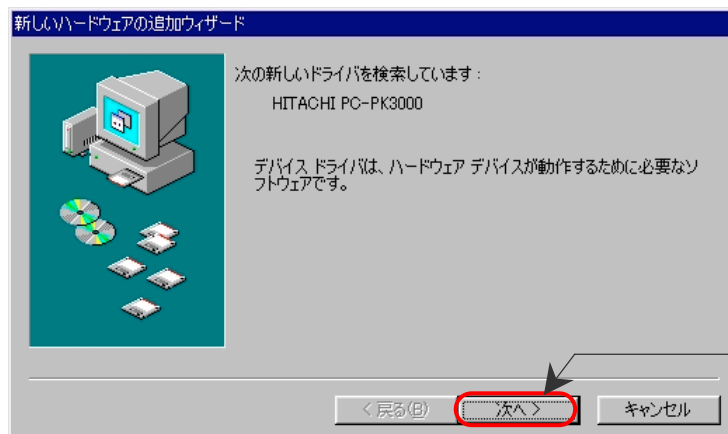 新しいハードウェアの追加ウィザード
次の新しいドライバを検索しています：
HITACHI PC-PK3000
デバイス ドライバは、ハードウェア デバイスが動作するために必要なソ
フトウェアです。
< 戻る(B)
次へ >
キャンセル